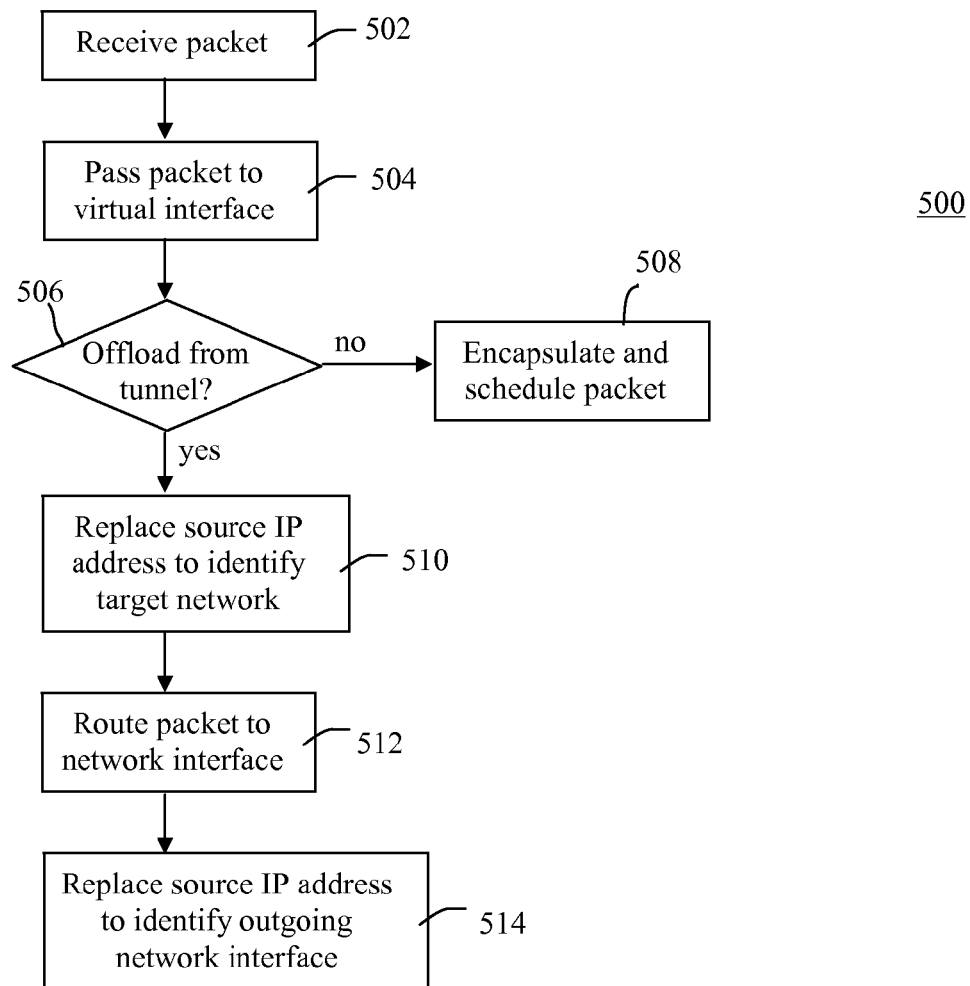 Receive packet
502
Pass packet to
virtual interface
504
500
506
Offload from
tunnel?
no
508
Encapsulate and
schedule packet
yes
Replace source IP
address to identify
target network
510
Route packet to
network interface
512
Replace source IP address
to identify outgoing
network interface
514